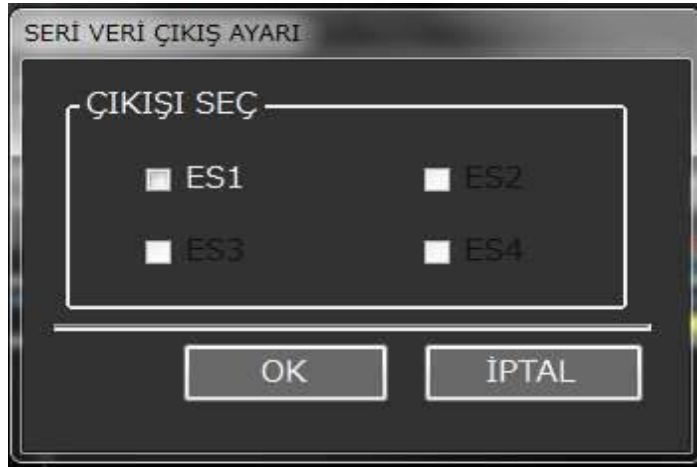 SERİ VERİ ÇIKIŞ AYARI
ÇIKIŞI SEÇ
ES1 ES2
ES3 ES4
OK İPTAL